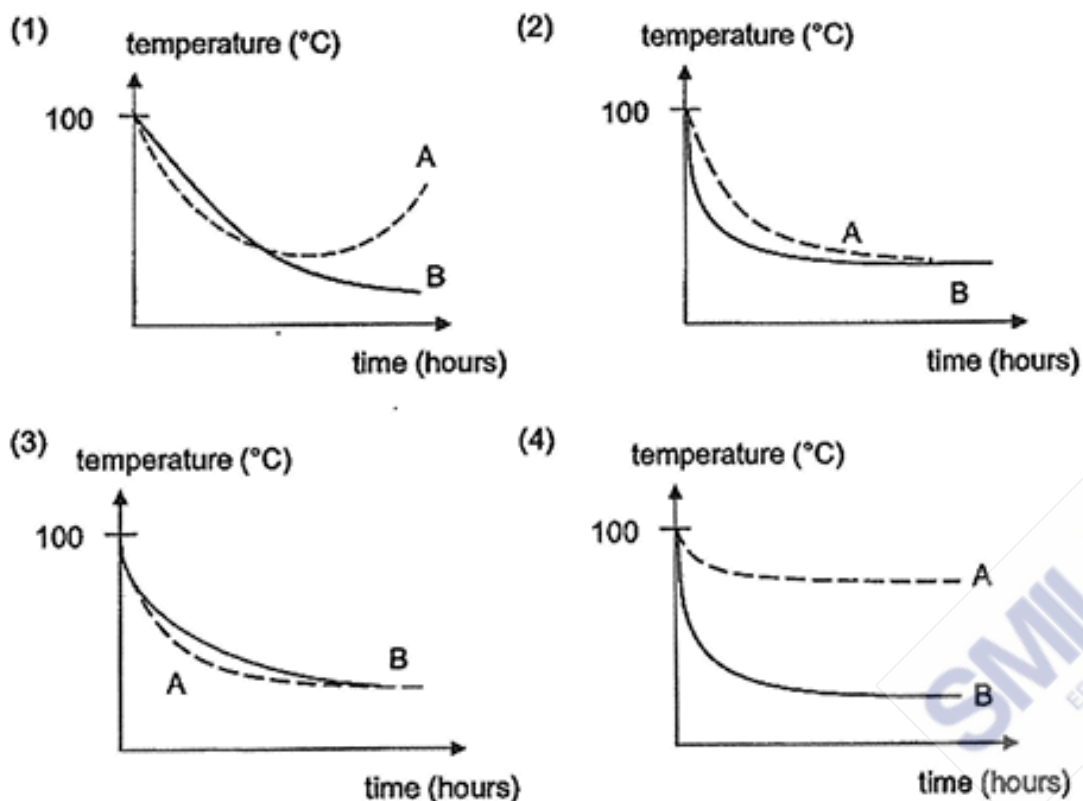 (1)
temperature (°C)
100
A
B
time (hours)
(2)
temperature (°C)
100
A
B
time (hours)
(3)
temperature (°C)
100
B
A
time (hours)
(4)
temperature (°C)
100
A
B
time (hours)
SMIL